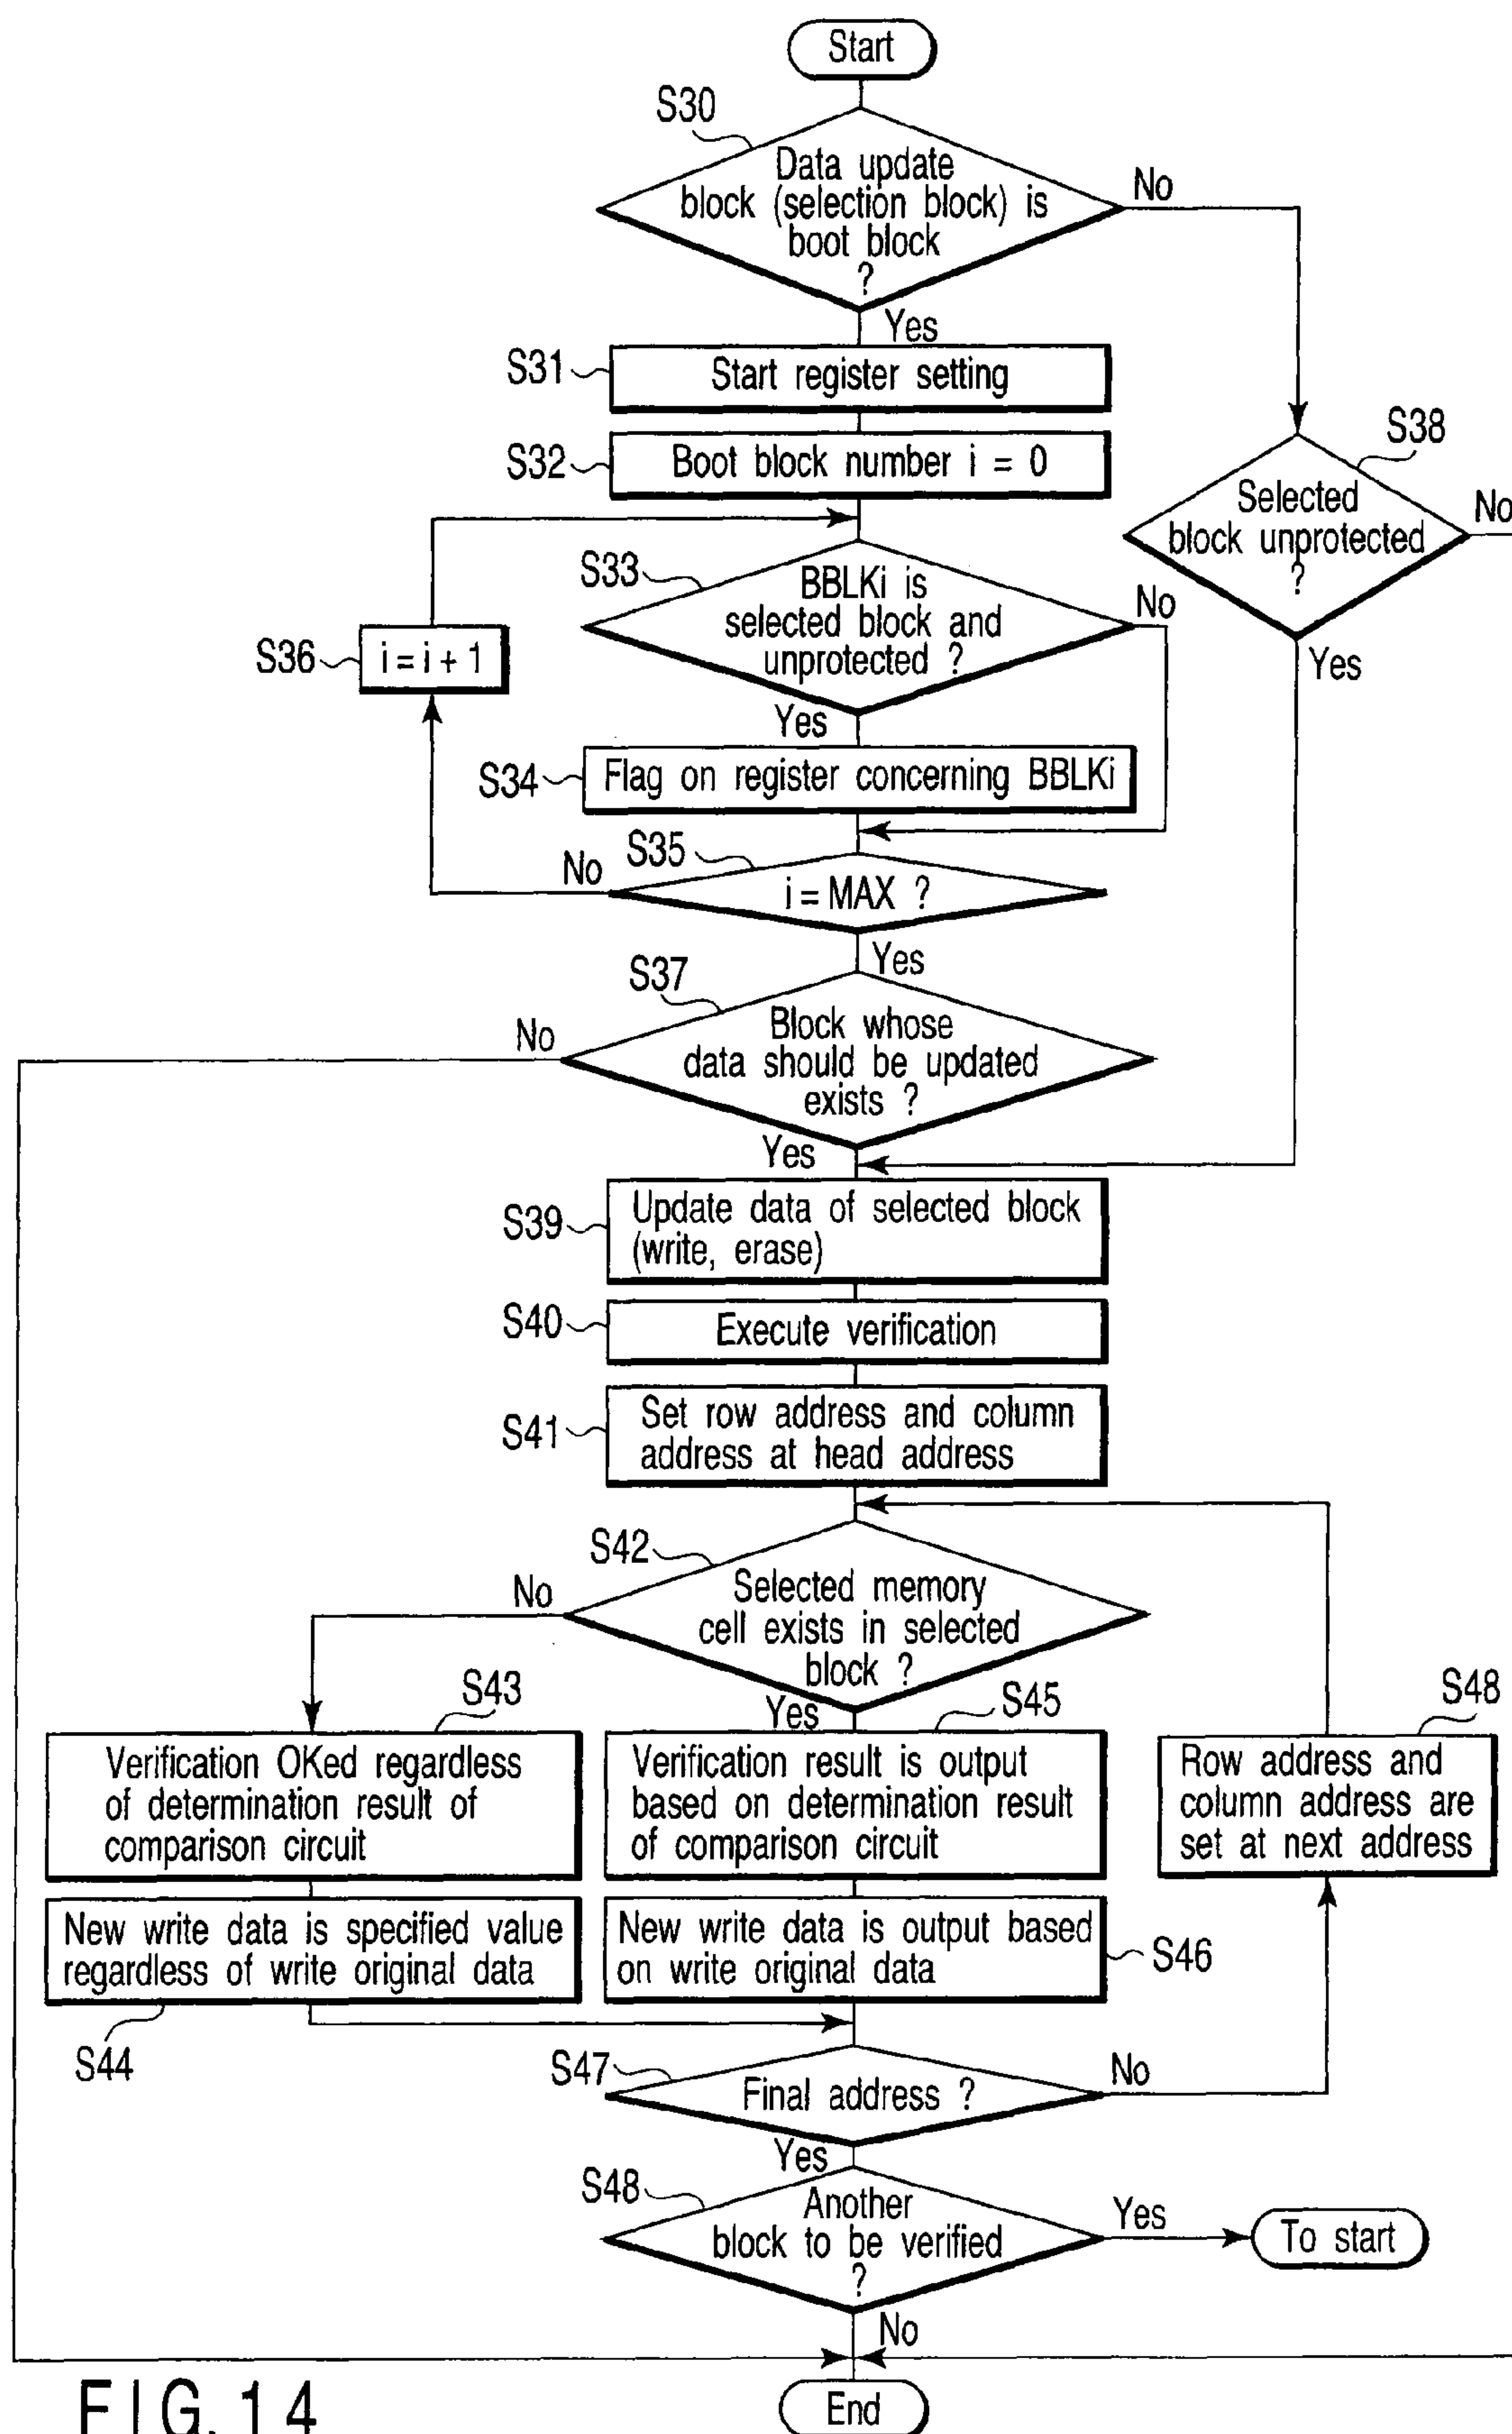 Start
S30
Data update
block (selection block) is
boot block
?
No
Yes
S31
Start register setting
S32
Boot block number i = 0
S38
Selected
block unprotected
?
No
Yes
S33
BBLKi is
selected block and
unprotected ?
No
S36
i = i + 1
Yes
S34
Flag on register concerning BBLKi
S35
No
i = MAX ?
Yes
S37
Block whose
data should be updated
exists ?
No
Yes
S39
Update data of selected block
(write, erase)
S40
Execute verification
S41
Set row address and column
address at head address
S42
Selected memory
cell exists in selected
block ?
No
Yes
S43
Verification OKed regardless
of determination result of
comparison circuit
S45
Verification result is output
based on determination result
of comparison circuit
S48
Row address and
column address are
set at next address
New write data is specified value
regardless of write original data
S44
New write data is output based
on write original data
S46
S47
Final address ?
No
Yes
S48
Another
block to be verified
?
Yes
To start
No
End
FIG. 14